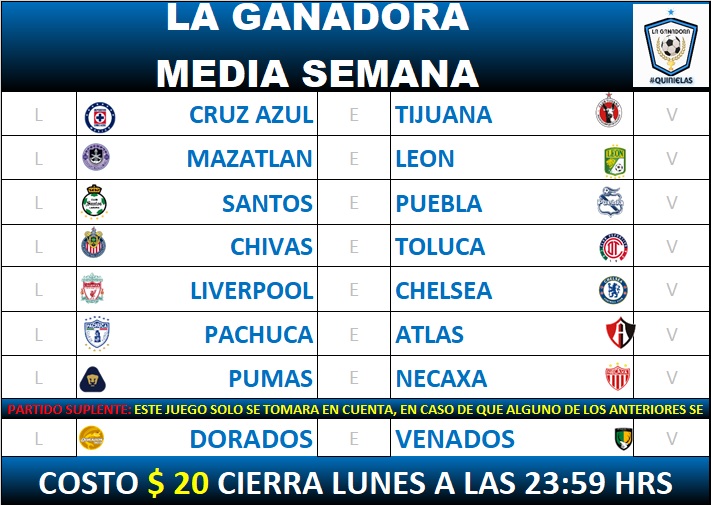 LA GANADORA
MEDIA SEMANA
LA GANADORA
#QUINIELAS
L CRUZ AZUL E TIJUANA V
L MAZATLAN E LEON V
L SANTOS E PUEBLA V
L CHIVAS E TOLUCA V
L LIVERPOOL E CHELSEA V
L PACHUCA E ATLAS V
L PUMAS E NECAXA V
PARTIDO SUPLENTE: ESTE JUEGO SOLO SE TOMARA EN CUENTA, EN CASO DE QUE ALGUNO DE LOS ANTERIORES SE
L DORADOS E VENADOS V
COSTO $ 20 CIERRA LUNES A LAS 23:59 HRS